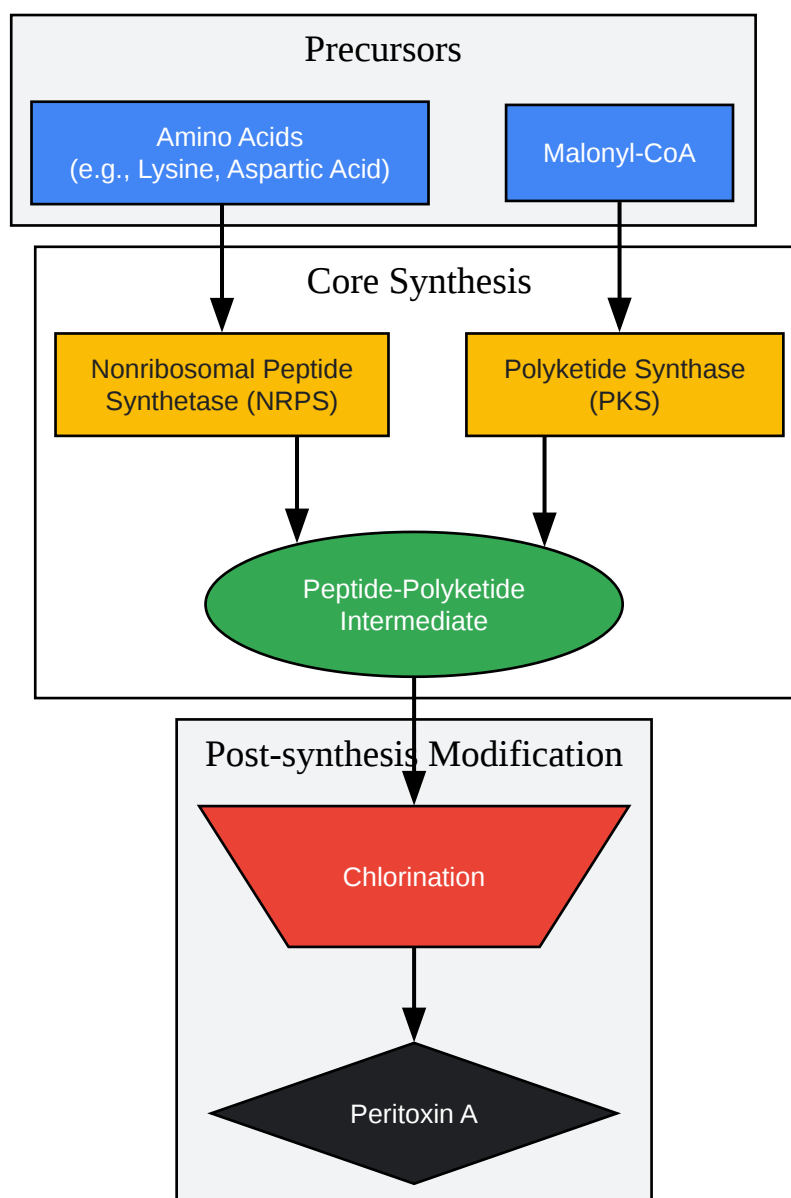 Precursors
Amino Acids
(e.g., Lysine, Aspartic Acid)
Malonyl-CoA
Core Synthesis
Nonribosomal Peptide
Synthetase (NRPS)
Polyketide Synthase
(PKS)
Peptide-Polyketide
Intermediate
Post-synthesis Modification
Chlorination
Peritoxin A